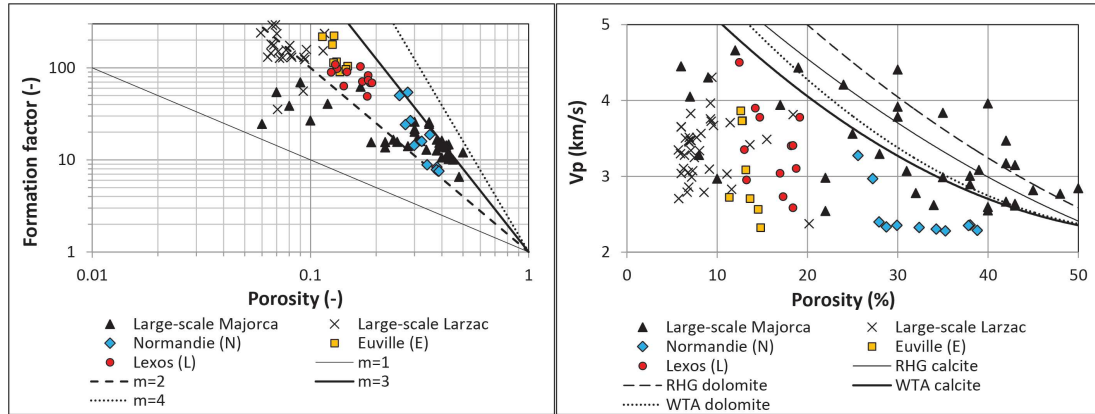 Formation factor (-)
100
10
1
0.01
0.1
1
Porosity (-)
Large-scale Majorca
Large-scale Larzac
Normandie (N)
Euville (E)
Lexos (L)
m=1
m=2
m=3
m=4
Vp (km/s)
5
4
3
2
0
10
20
30
40
50
Porosity (%)
Large-scale Majorca
Large-scale Larzac
Normandie (N)
Euville (E)
Lexos (L)
RHG calcite
RHG dolomite
WTA calcite
WTA dolomite